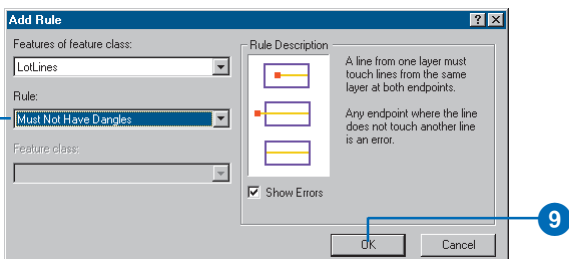 Add Rule
Features of feature class:
LotLines
Rule:
Must Not Have Dangles
Feature class:
Rule Description
A line from one layer must
touch lines from the same
layer at both endpoints.
Any endpoint where the line
does not touch another line
is an error.
Show Errors
OK
Cancel
9